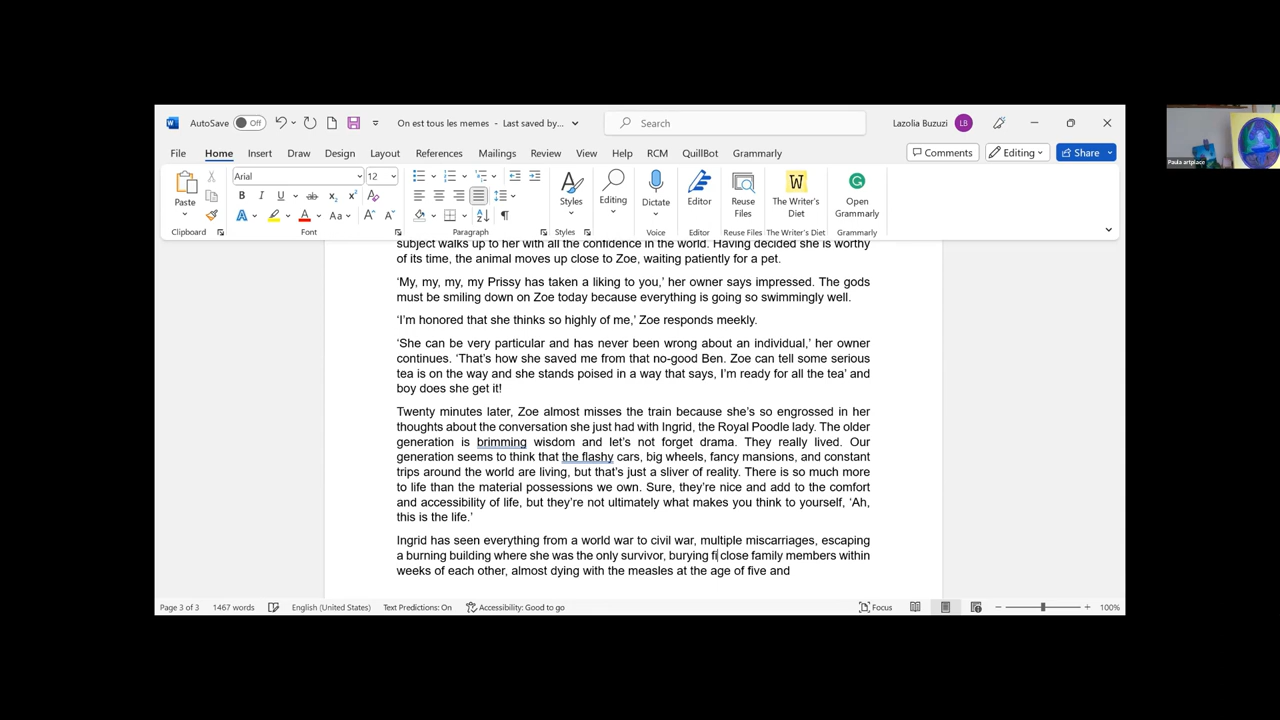 AutoSave Off On est tous les memes - Last saved by... Search Lazolia Buzuzi LB
File Home Insert Draw Design Layout References Mailings Review View Help RCM QuillBot Grammarly Comments Editing Share
Paste Arial 12 Styles Editing Dictate Editor Reuse Files The Writer's Diet Open Grammarly
B I U ab x₂ x²
A A Aa A A
Clipboard Font Paragraph Styles Voice Editor Reuse Files The Writer's Diet Grammarly
subject walks up to her with all the confidence in the world. Having decided she is worthy
of its time, the animal moves up close to Zoe, waiting patiently for a pet.
‘My, my, my, my Prissy has taken a liking to you,’ her owner says impressed. The gods
must be smiling down on Zoe today because everything is going so swimmingly well.
‘I’m honored that she thinks so highly of me,’ Zoe responds meekly.
‘She can be very particular and has never been wrong about an individual,’ her owner
continues. ‘That’s how she saved me from that no-good Ben. Zoe can tell some serious
tea is on the way and she stands poised in a way that says, I’m ready for all the tea’ and
boy does she get it!
Twenty minutes later, Zoe almost misses the train because she’s so engrossed in her
thoughts about the conversation she just had with Ingrid, the Royal Poodle lady. The older
generation is brimming wisdom and let’s not forget drama. They really lived. Our
generation seems to think that the flashy cars, big wheels, fancy mansions, and constant
trips around the world are living, but that’s just a sliver of reality. There is so much more
to life than the material possessions we own. Sure, they’re nice and add to the comfort
and accessibility of life, but they’re not ultimately what makes you think to yourself, ‘Ah,
this is the life.’
Ingrid has seen everything from a world war to civil war, multiple miscarriages, escaping
a burning building where she was the only survivor, burying fi close family members within
weeks of each other, almost dying with the measles at the age of five and
Page 3 of 3 1467 words English (United States) Text Predictions: On Accessibility: Good to go Focus 100%
Paula artplace